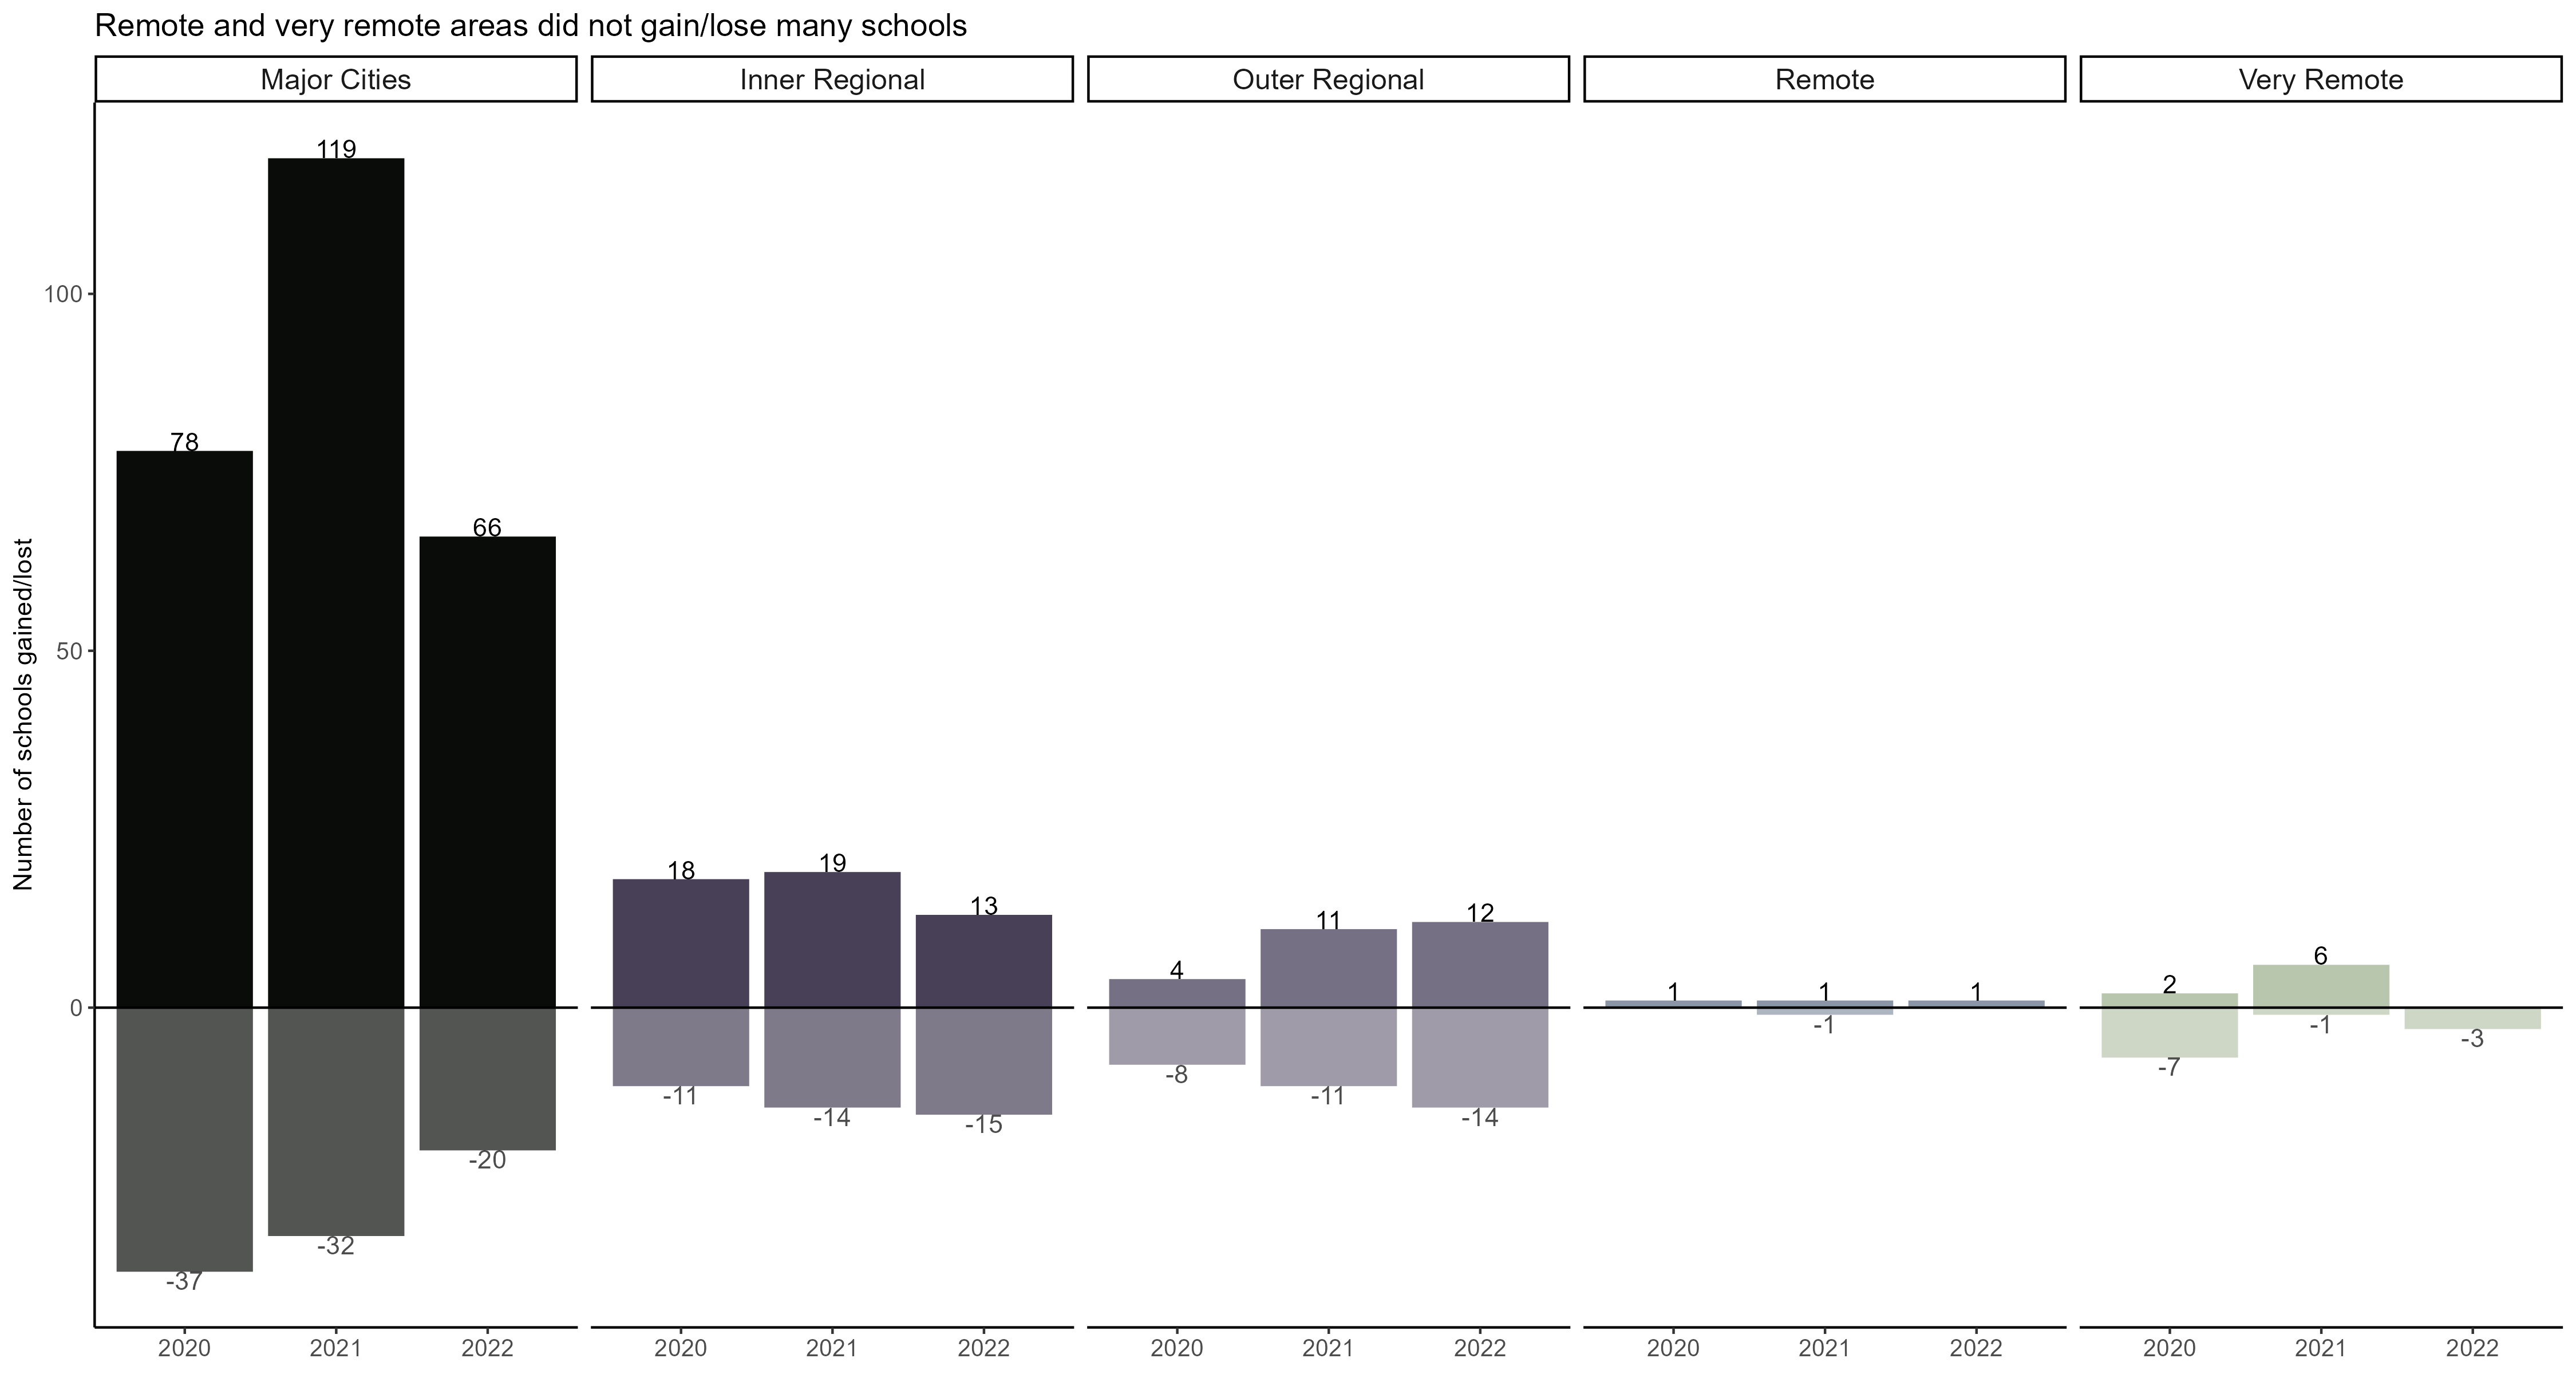 Remote and very remote areas did not gain/lose many schools
Major Cities
Inner Regional
Outer Regional
Remote
Very Remote
Number of schools gained/lost
100
50
0
78
119
66
-37
-32
-20
18
19
13
-11
-14
-15
4
11
12
-8
-11
-14
1
1
1
-1
2
6
-7
-1
-3
2020 2021 2022
2020 2021 2022
2020 2021 2022
2020 2021 2022
2020 2021 2022